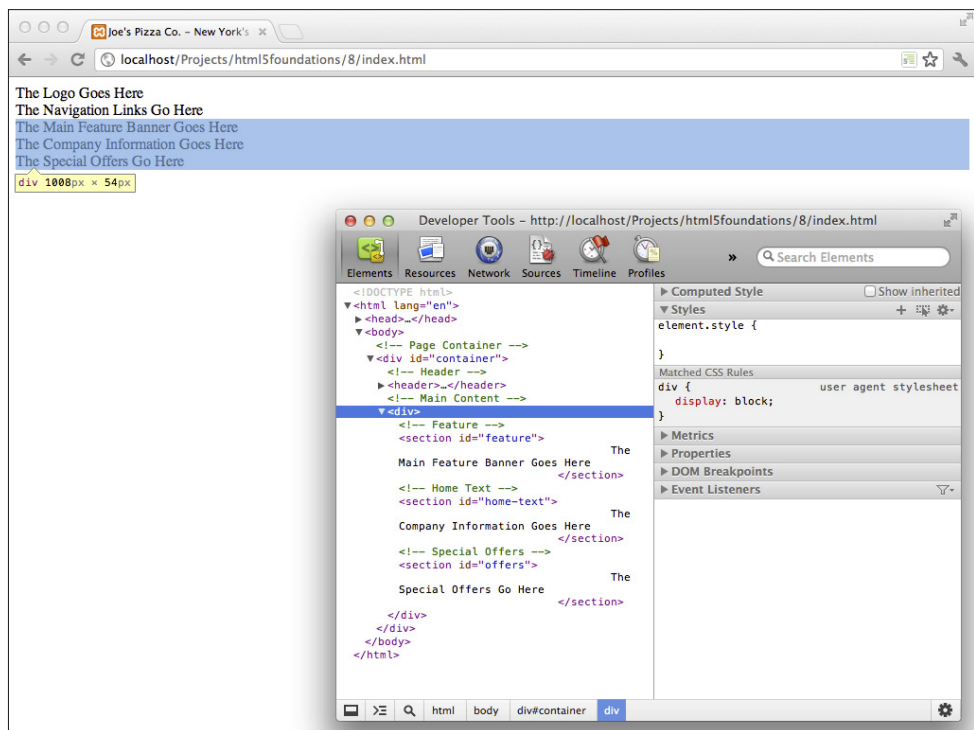 Joe's Pizza Co. – New York's
localhost/Projects/html5foundations/8/index.html
The Logo Goes Here
The Navigation Links Go Here
The Main Feature Banner Goes Here
The Company Information Goes Here
The Special Offers Go Here
div 1008px × 54px
Developer Tools – http://localhost/Projects/html5foundations/8/index.html
Elements Resources Network Sources Timeline Profiles » Search Elements
<!DOCTYPE html>
▼<html lang="en">
▶<head>…</head>
▼<body>
<!-- Page Container -->
▼<div id="container">
<!-- Header -->
▶<header>…</header>
<!-- Main Content -->
▼<div>
<!-- Feature -->
<section id="feature">
The
Main Feature Banner Goes Here
</section>
<!-- Home Text -->
<section id="home-text">
The
Company Information Goes Here
</section>
<!-- Special Offers -->
<section id="offers">
The
Special Offers Go Here
</section>
</div>
</div>
</body>
</html>
▶ Computed Style Show inherited
▼ Styles
element.style {
}
Matched CSS Rules
div { user agent stylesheet
display: block;
}
▶ Metrics
▶ Properties
▶ DOM Breakpoints
▶ Event Listeners
html body div#container div